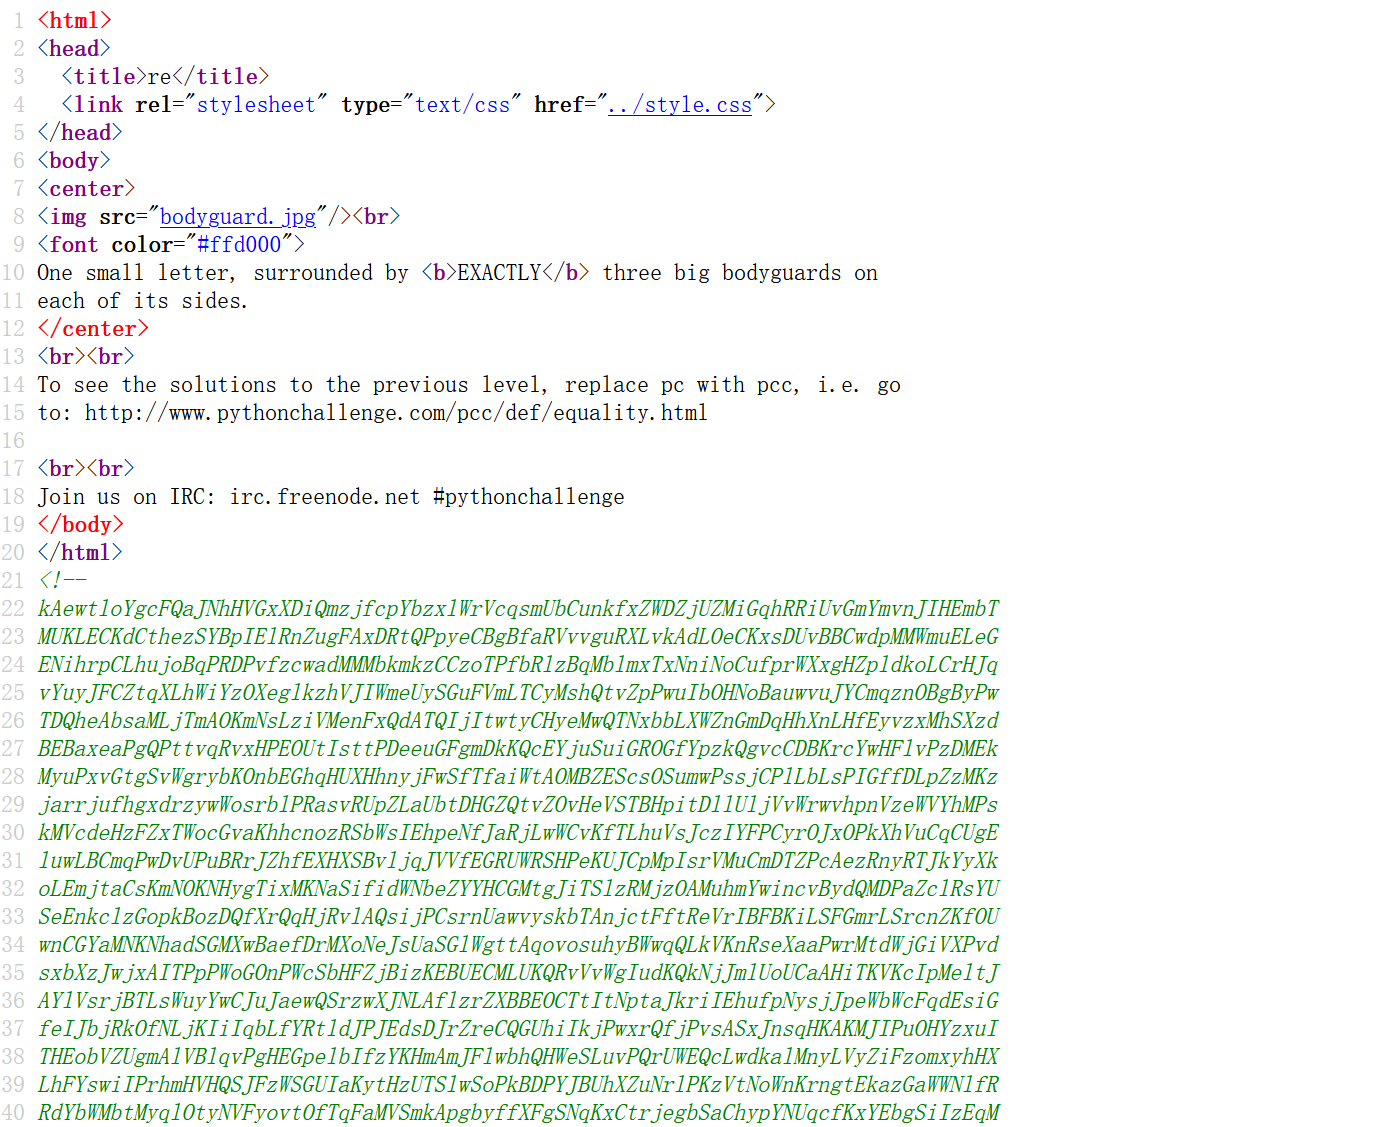 1 <html>
2 <head>
3 <title>re</title>
4 <link rel="stylesheet" type="text/css" href="../style.css">
5 </head>
6 <body>
7 <center>
8 <img src="bodyguard.jpg"/><br>
9 <font color="#ffd000">
10 One small letter, surrounded by <b>EXACTLY</b> three big bodyguards on
11 each of its sides.
12 </center>
13 <br><br>
14 To see the solutions to the previous level, replace pc with pcc, i.e. go
15 to: http://www.pythonchallenge.com/pcc/def/equality.html
16
17 <br><br>
18 Join us on IRC: irc.freenode.net #pythonchallenge
19 </body>
20 </html>
21 <!--
22 kAewtloYgcFQaJNhHVGxXDiQmzjfcpYbzxlWrVcqsmUbCunkfxZWDZjUZMiGqhRRiUvGmYmvnJIHEmbT
23 MUKLECKdCthezSYBpIElRnZugFAxDRtQPpyeCBgBfaRVvvguRXLvkAdLOeCKxsDUvBBCwdpMMWmuELeG
24 ENihrpCLhujoBqPRDPvfzcwadMMMbkmkzCCzoTPfbRlzBqMblmxTxNniNoCufprWXxgHZpldkoLCrHJq
25 vYuyJFCZtqXLhWiYzOXeglkzhVJIWmeUySGuFVmLTCyMshQtvZpPwuIbOHNoBauwvuJYCmqznOBgByPw
26 TDQheAbsaMLjTmAOKmNsLziVMenFxQdATQIjItwtyCHyeMwQTNxbbLXWZnGmDqHhXnLHfEyvzxMhSXzd
27 BEBaxeaPgQPttvqRvxHPEOUtIsttPDeeuGFgmDkKQcEYjuSuiGROGfYpzkQgvcCDBKrcYwHFlvPzDMEk
28 MyuPxvGtgSvWgrybKOnbEGhqHUXHhnyjFwSfTfaiWtAOMBZEScsOSumwPssjCPlLbLsPIGffDLpZzMKz
29 jarrjufhgxdrzywWosrblPRasvRUpZLaUbtDHGZQtvZOvHeVSTBHpitDllUljVvWrwvhpnVzeWVYhMPs
30 kMVcdeHzFZxTWocGvaKhhcnozRSbWsIEhpeNfJaRjLwWCvKfTLhuVsJczIYFPCyrOJxOPkXhVuCqCUgE
31 luwLBCmqPwDvUPuBRrJZhfEXHXSBvljqJVVfEGRUWRSHPeKUJCpMpIsrVMuCmDTZPcAezRnyRTJkYyXk
32 oLEmjtaCsKmNOKNHygTixMKNaSifidWNbeZYYHCGMtgJiTSlzRMjzOAMuhmYwincvBydQMDPaZclRsYU
33 SeEnkclzGopkBozDQfXrQqHjRvlAQsijPCsrnUawvyskbTAnjctFftReVrIBFBKiLSFGmrLSrcnZKfOU
34 wnCGYaMNKNhadSGMXwBaefDrMXoNeJsUaSGlWgttAqovosuhyBWwqQLkVKnRseXaaPwrMtdWjGiVXPvd
35 sxbXzJwjxAITPpPWoGOnPWcSbHFZjBizKEBUECMLUKQRvVvWgIudKQkNjJmlUoUCaAHiTKVKcIpMeltJ
36 AYlVsrjBTLsWuyYwCJuJaewQSrzwXJNLAflzrZXBBEOCTtItNptaJkriIEhufpNysjJpeWbWcFqdEsiG
37 feIJbjRkOfNLjKIiIqbLfYRtldJPJEdsDJrZreCQGUhiIkjPwxrQfjPvsASxJnsqHKAKMJIPuOHYzxuI
38 THEobVZUgmAlVBlqvPgHEGpelbIfzYKHmAmJFlwbhQHWeSLuvPQrUWEQcLwdkalMnyLVyZiFzomxyhHX
39 LhFYswiIPrhmHVHQSJFzWSGUIaKytHzUTSlwSoPkBDPYJBUhXZuNrlPKzVtNoWnKrngtEkazGaWWNlfR
40 RdYbWMbtMyqlOtyNVFyovtOfTqFaMVSmkApgbyffXFgSNqKxCtrjegbSaChypYNUqcfKxYEbgSiIzEqM